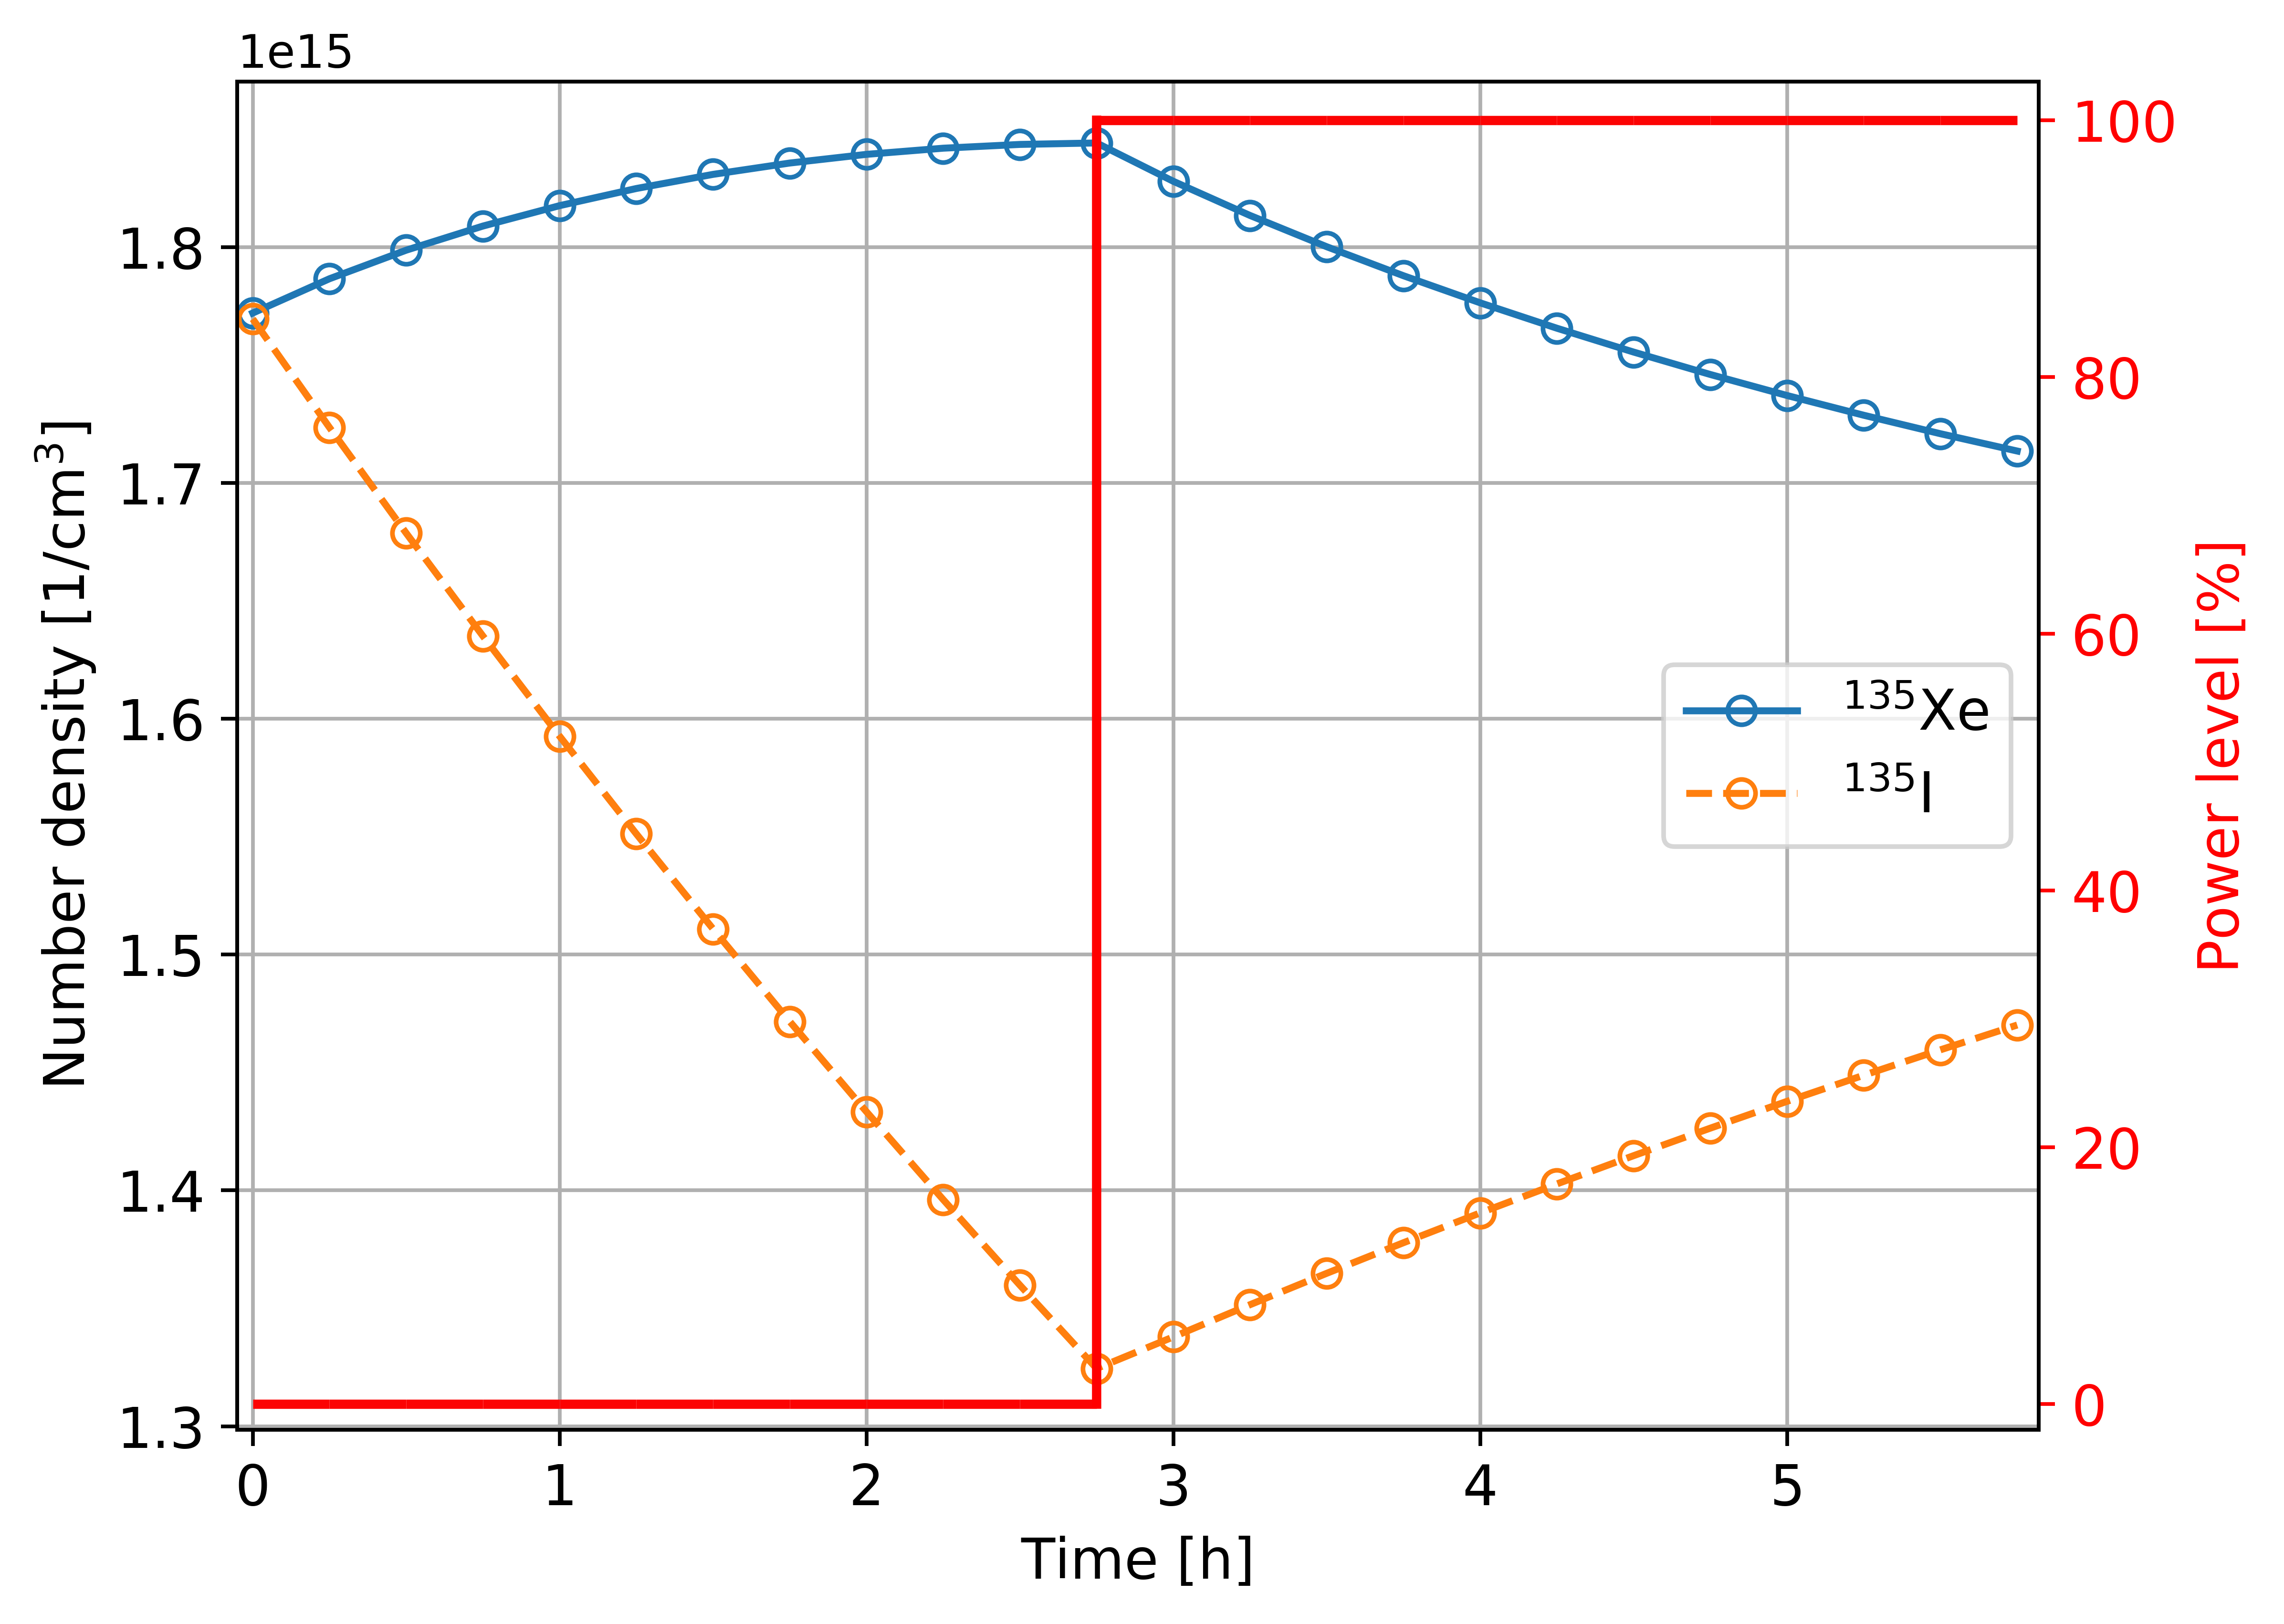 1e15
1.8
1.7
1.6
1.5
1.4
1.3
Number density [1/cm³]
0 1 2 3 4 5
Time [h]
100
80
60
40
20
0
Power level [%]
¹³⁵Xe
¹³⁵I